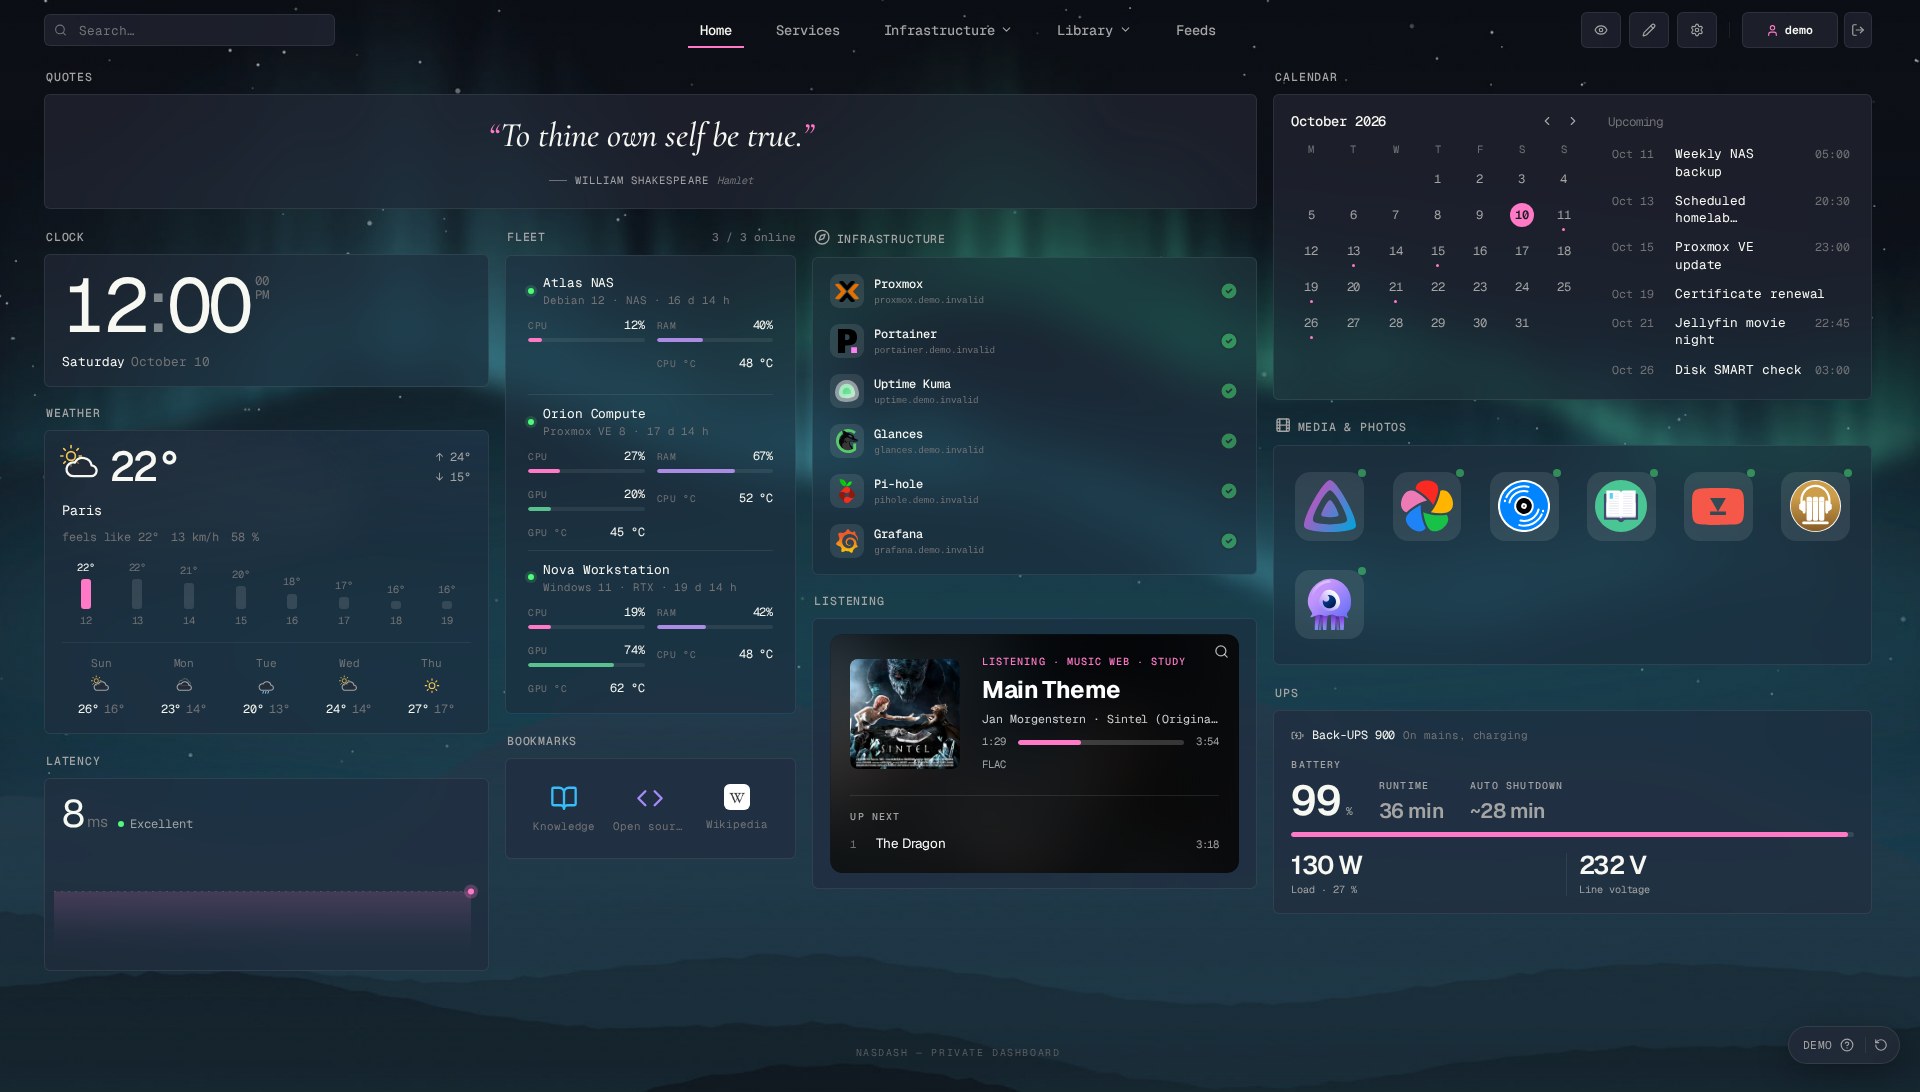 Search…
Home
Services
Infrastructure
Library
Feeds
demo
QUOTES
“To thine own self be true.”
WILLIAM SHAKESPEARE Hamlet
CLOCK
12:00
00
PM
Saturday October 10
WEATHER
22°
↑ 24°
↓ 15°
Paris
feels like 22° 13 km/h 58 %
22° 22° 21° 20° 18° 17° 16° 16°
12 13 14 15 16 17 18 19
Sun Mon Tue Wed Thu
26° 16° 23° 14° 20° 13° 24° 14° 27° 17°
LATENCY
8 ms Excellent
FLEET 3 / 3 online
Atlas NAS
Debian 12 · NAS · 16 d 14 h
CPU 12% RAM 40%
CPU °C 48 °C
Orion Compute
Proxmox VE 8 · 17 d 14 h
CPU 27% RAM 67%
GPU 20% CPU °C 52 °C
GPU °C 45 °C
Nova Workstation
Windows 11 · RTX · 19 d 14 h
CPU 19% RAM 42%
GPU 74% CPU °C 48 °C
GPU °C 62 °C
BOOKMARKS
W
Knowledge Open sour… Wikipedia
INFRASTRUCTURE
Proxmox
proxmox.demo.invalid
Portainer
portainer.demo.invalid
Uptime Kuma
uptime.demo.invalid
Glances
glances.demo.invalid
Pi-hole
pihole.demo.invalid
Grafana
grafana.demo.invalid
LISTENING
SINTEL
LISTENING · MUSIC WEB · STUDY
Main Theme
Jan Morgenstern · Sintel (Origina…
1:29 3:54
FLAC
UP NEXT
1 The Dragon 3:18
CALENDAR
October 2026
M T W T F S S
1 2 3 4
5 6 7 8 9 10 11
12 13 14 15 16 17 18
19 20 21 22 23 24 25
26 27 28 29 30 31
Upcoming
Oct 11 Weekly NAS 05:00
backup
Oct 13 Scheduled 20:30
homelab…
Oct 15 Proxmox VE 23:00
update
Oct 19 Certificate renewal
Oct 21 Jellyfin movie 22:45
night
Oct 26 Disk SMART check 03:00
MEDIA & PHOTOS
UPS
Back-UPS 900 On mains, charging
BATTERY
99 %
RUNTIME
36 min
AUTO SHUTDOWN
~28 min
130 W
Load · 27 %
232 V
Line voltage
NASDASH — PRIVATE DASHBOARD
DEMO